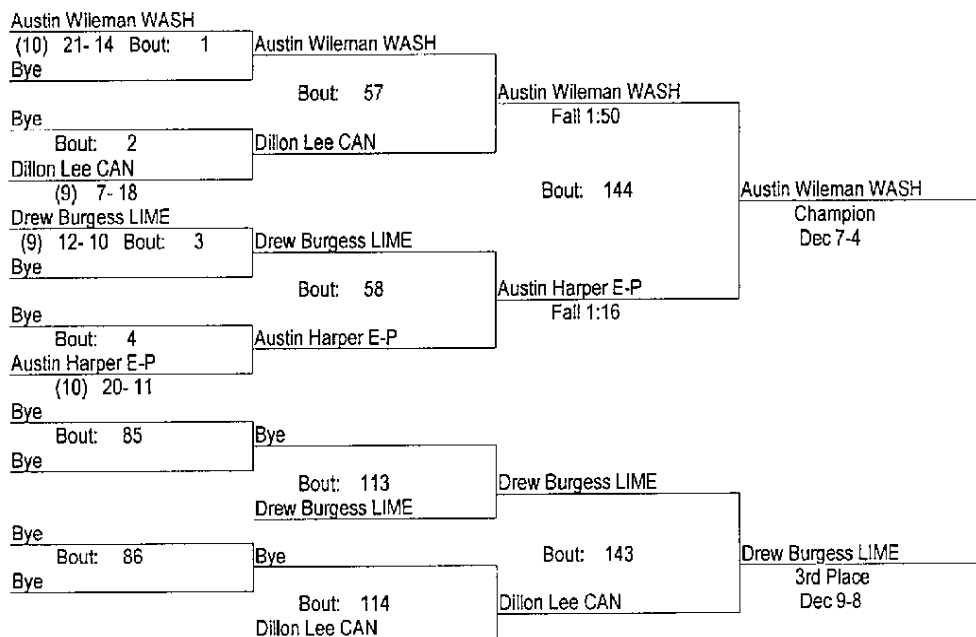 Austin Wileman WASH
(10) 21- 14 Bout: 1
Bye
Austin Wileman WASH
Bout: 57
Bye
Bout: 2
Dillon Lee CAN
(9) 7- 18
Dillon Lee CAN
Austin Wileman WASH
Fall 1:50
Bout: 144
Drew Burgess LIME
(9) 12- 10 Bout: 3
Bye
Drew Burgess LIME
Bout: 58
Bye
Bout: 4
Austin Harper E-P
(10) 20- 11
Austin Harper E-P
Austin Harper E-P
Fall 1:16
Austin Wileman WASH
Champion
Dec 7-4
Bye
Bout: 85
Bye
Bye
Bout: 113
Drew Burgess LIME
Drew Burgess LIME
Bye
Bout: 86
Bye
Bye
Bout: 114
Dillon Lee CAN
Bout: 143
Dillon Lee CAN
Drew Burgess LIME
3rd Place
Dec 9-8